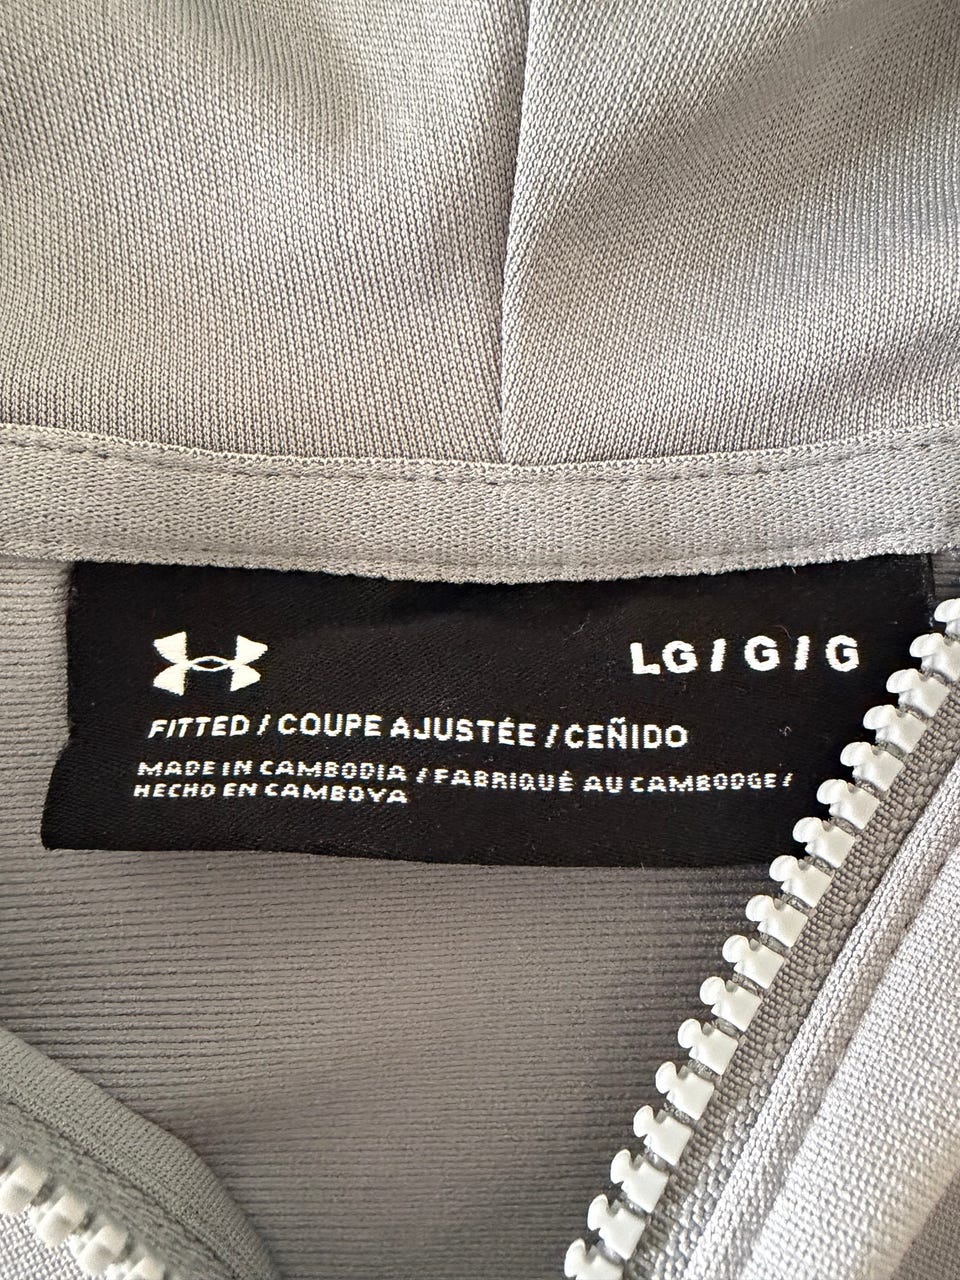 LG / G / G
FITTED / COUPE AJUSTÉE / CEÑIDO
MADE IN CAMBODIA / FABRIQUÉ AU CAMBODGE /
HECHO EN CAMBOYA